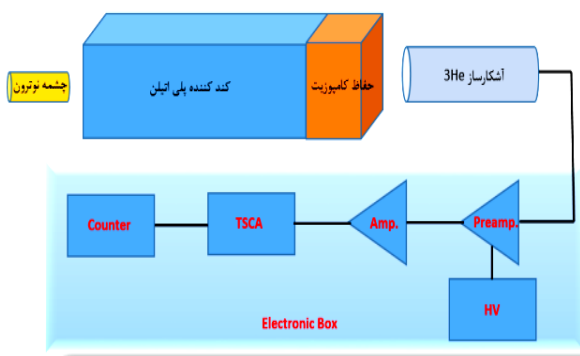 چشمه نوترون
کند کننده پلی اتیلن
حفاظ کامپوزیت
آشکارساز 3He
Counter
TSCA
Amp.
Preamp.
HV
Electronic Box